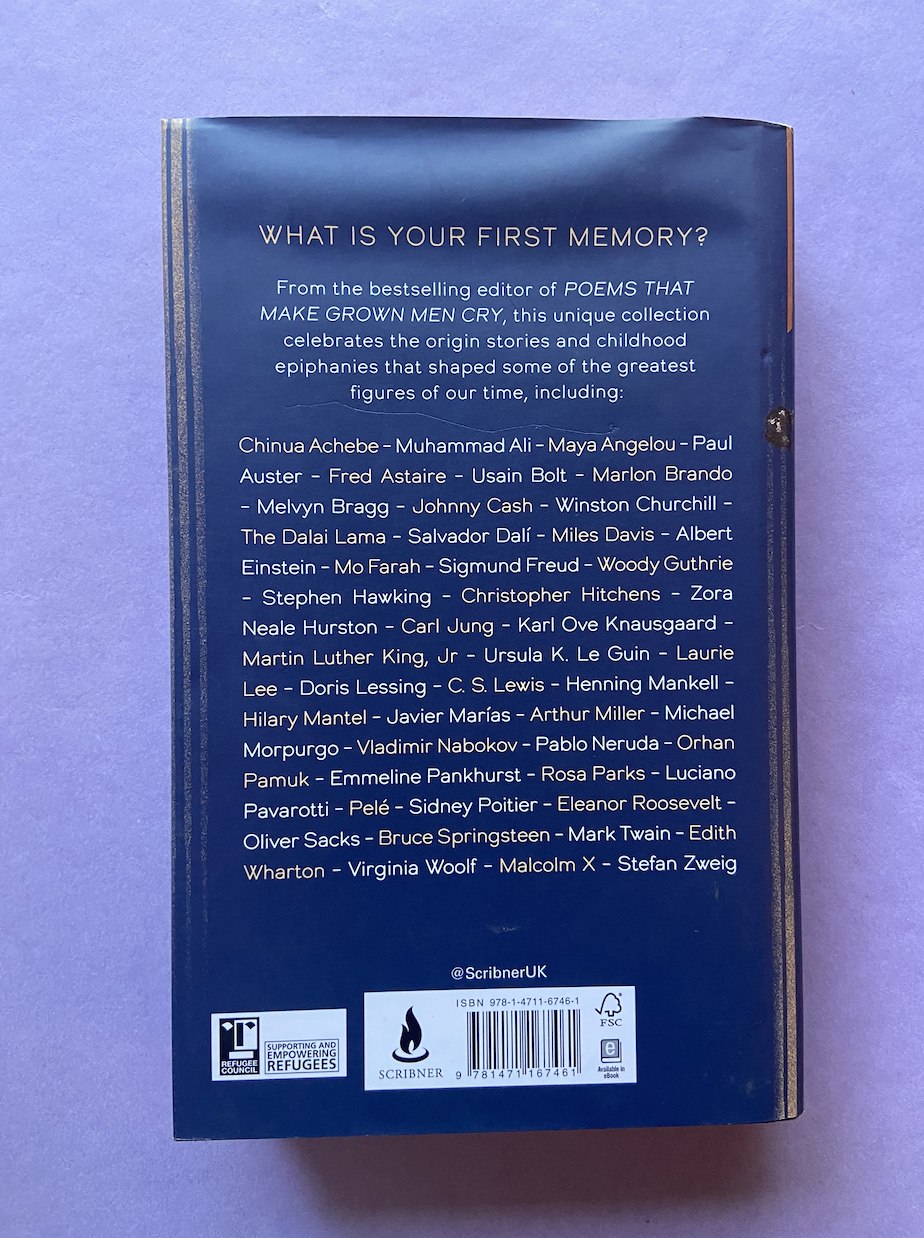 WHAT IS YOUR FIRST MEMORY?
From the bestselling editor of POEMS THAT
MAKE GROWN MEN CRY, this unique collection
celebrates the origin stories and childhood
epiphanies that shaped some of the greatest
figures of our time, including:
Chinua Achebe – Muhammad Ali – Maya Angelou – Paul
Auster – Fred Astaire – Usain Bolt – Marlon Brando
– Melvyn Bragg – Johnny Cash – Winston Churchill –
The Dalai Lama – Salvador Dalí – Miles Davis – Albert
Einstein – Mo Farah – Sigmund Freud – Woody Guthrie
– Stephen Hawking – Christopher Hitchens – Zora
Neale Hurston – Carl Jung – Karl Ove Knausgaard –
Martin Luther King, Jr – Ursula K. Le Guin – Laurie
Lee – Doris Lessing – C. S. Lewis – Henning Mankell –
Hilary Mantel – Javier Marías – Arthur Miller – Michael
Morpurgo – Vladimir Nabokov – Pablo Neruda – Orhan
Pamuk – Emmeline Pankhurst – Rosa Parks – Luciano
Pavarotti – Pelé – Sidney Poitier – Eleanor Roosevelt –
Oliver Sacks – Bruce Springsteen – Mark Twain – Edith
Wharton – Virginia Woolf – Malcolm X – Stefan Zweig
@ScribnerUK
REFUGEE
COUNCIL
SUPPORTING AND
EMPOWERING
REFUGEES
SCRIBNER
ISBN 978-1-4711-6746-1
9 781471 167461
FSC
e
Available in
eBook